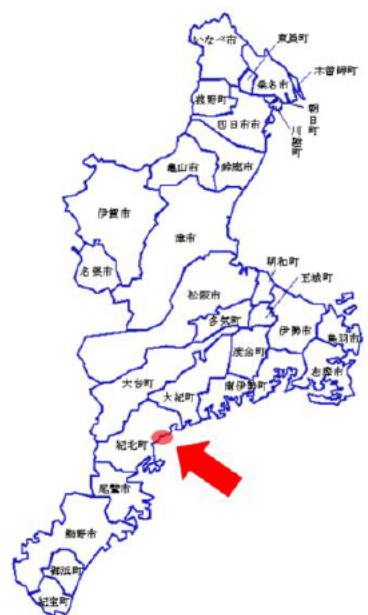 いなべ市
東員町
木曽岬町
桑名市
朝日町
菰野町
四日市市
川越町
亀山市
鈴鹿市
伊賀市
津市
名張市
明和町
玉城町
松阪市
多気町
伊勢市
鳥羽市
度会町
志摩市
大台町
大紀町
南伊勢町
紀北町
尾鷲市
熊野市
御浜町
紀宝町